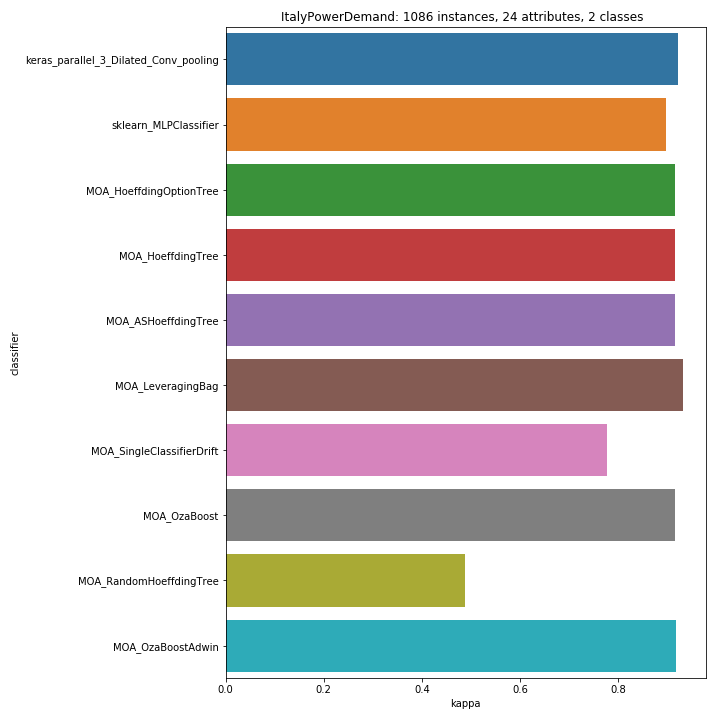 ItalyPowerDemand: 1086 instances, 24 attributes, 2 classes
keras_parallel_3_Dilated_Conv_pooling
sklearn_MLPClassifier
MOA_HoeffdingOptionTree
MOA_HoeffdingTree
MOA_ASHoeffdingTree
classifier
MOA_LeveragingBag
MOA_SingleClassifierDrift
MOA_OzaBoost
MOA_RandomHoeffdingTree
MOA_OzaBoostAdwin
0.0 0.2 0.4 0.6 0.8
kappa